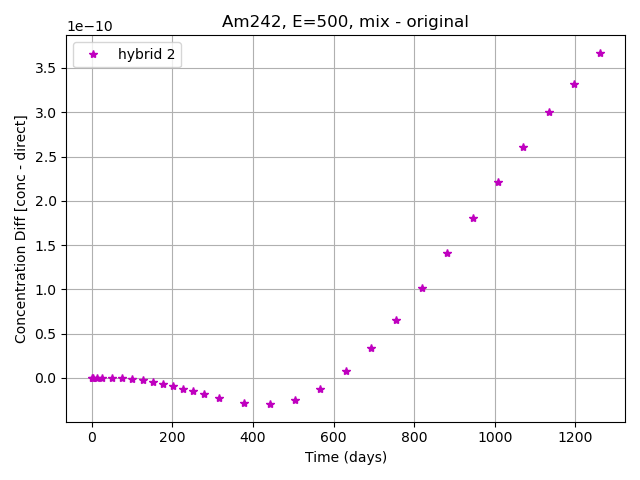 Am242, E=500, mix - original
1e−10
hybrid 2
3.5
3.0
2.5
2.0
1.5
1.0
0.5
0.0
Concentration Diff [conc - direct]
0 200 400 600 800 1000 1200
Time (days)